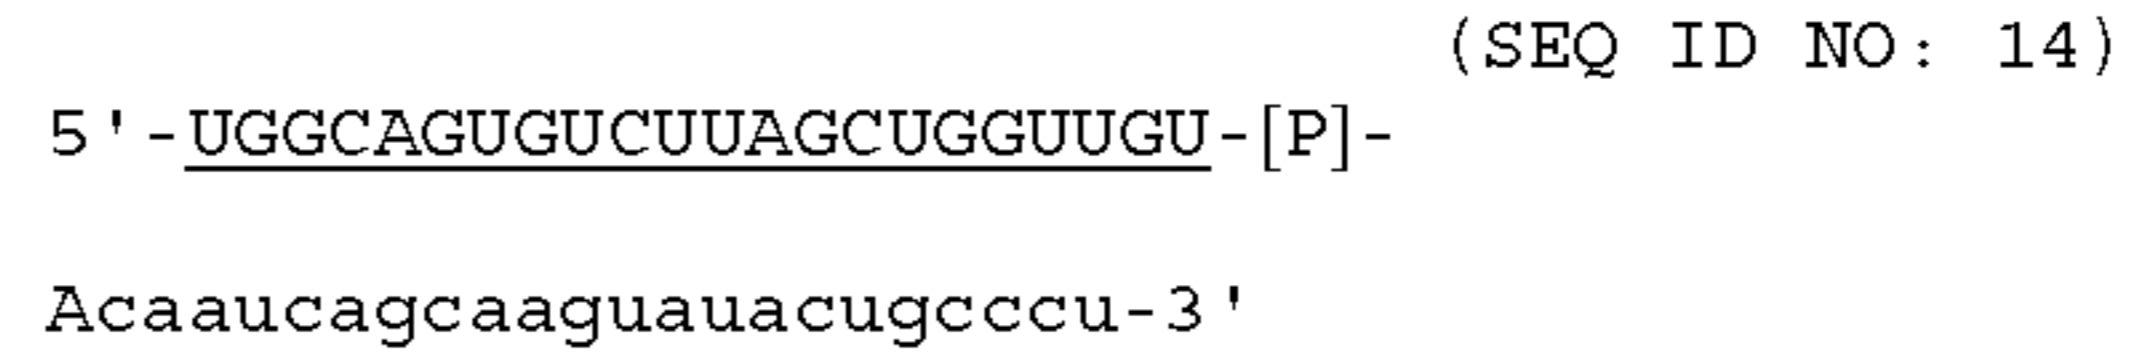 (SEQ ID NO: 14)
5'-UGGCAGUGUCUUAGCUGGUUGU-[P]-
Acaaucagcaaguauacugcccu-3'